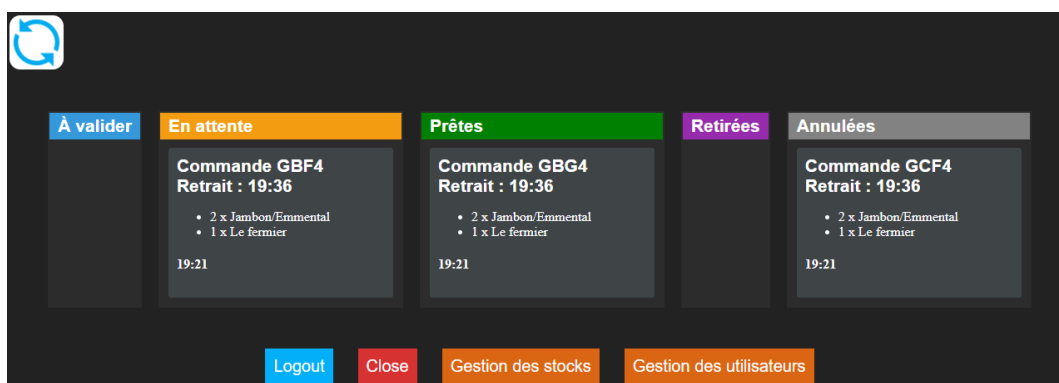 À valider
En attente
Commande GBF4
Retrait : 19:36
2 x Jambon/Emmental
1 x Le fermier
19:21
Prêtes
Commande GBG4
Retrait : 19:36
2 x Jambon/Emmental
1 x Le fermier
19:21
Retirées
Annulées
Commande GCF4
Retrait : 19:36
2 x Jambon/Emmental
1 x Le fermier
19:21
Logout
Close
Gestion des stocks
Gestion des utilisateurs